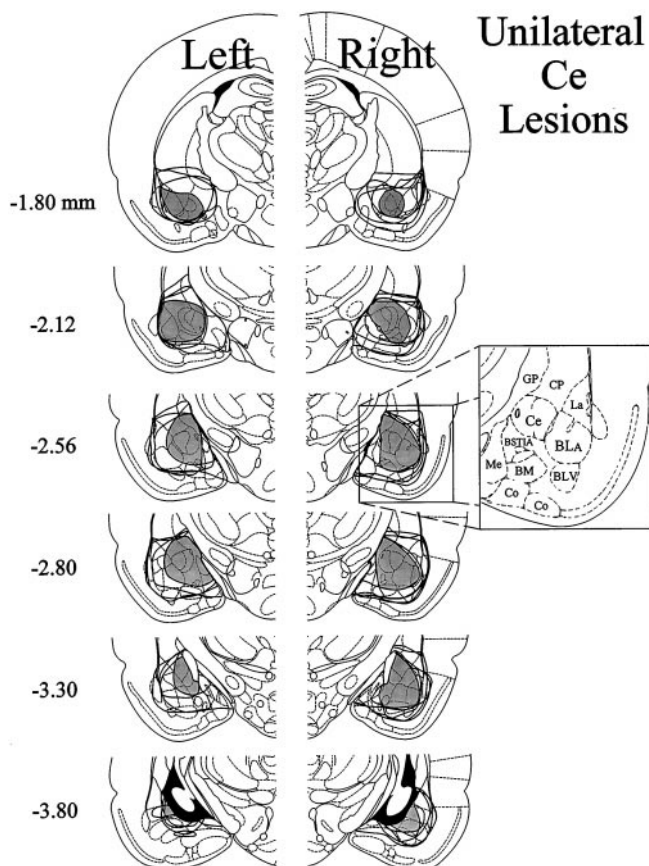 Left
Right
Unilateral
Ce
Lesions
-1.80 mm
-2.12
-2.56
-2.80
-3.30
-3.80
GP
CP
La
Ce
BSTIA
BLA
Me
BM
BLV
Co
Co